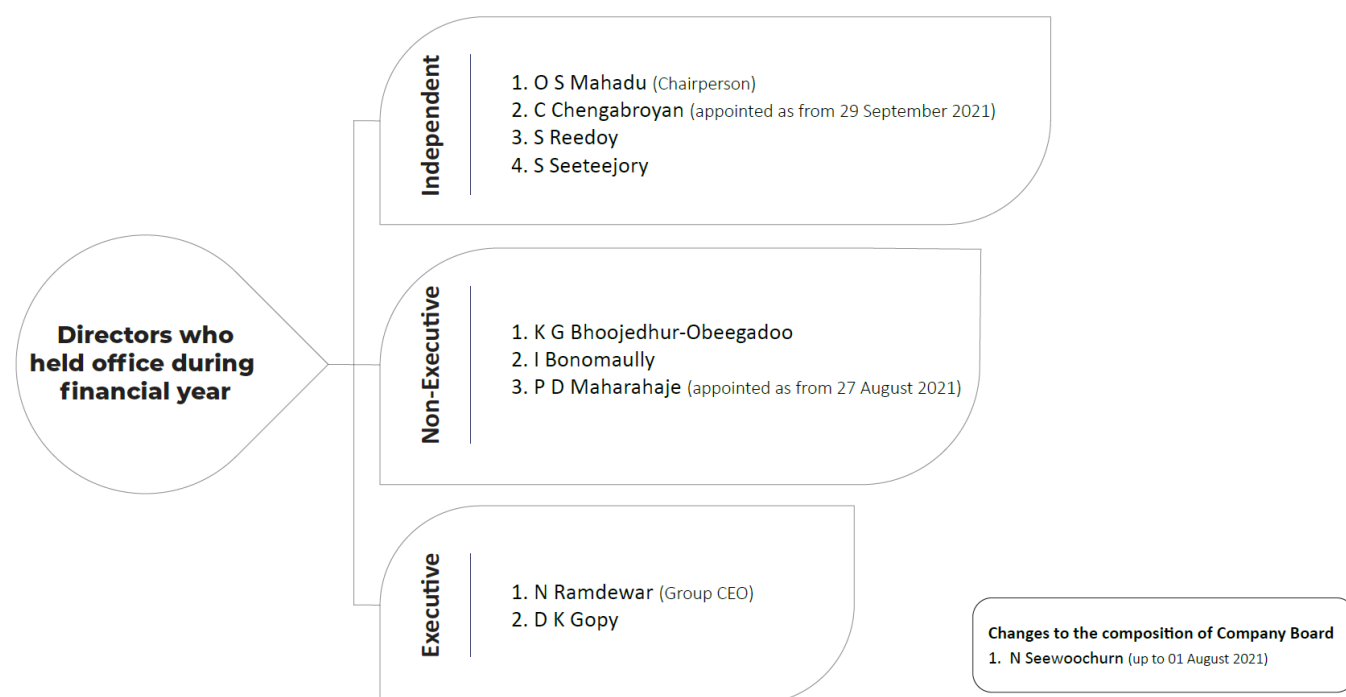 Directors who
held office during
financial year
Independent
1. O S Mahadu (Chairperson)
2. C Chengabroyan (appointed as from 29 September 2021)
3. S Reedoy
4. S Seeteejory
Non-Executive
1. K G Bhoojedhur-Obeegadoo
2. I Bonomaully
3. P D Maharahaje (appointed as from 27 August 2021)
Executive
1. N Ramdewar (Group CEO)
2. D K Gopy
Changes to the composition of Company Board
1. N Seewoochurn (up to 01 August 2021)